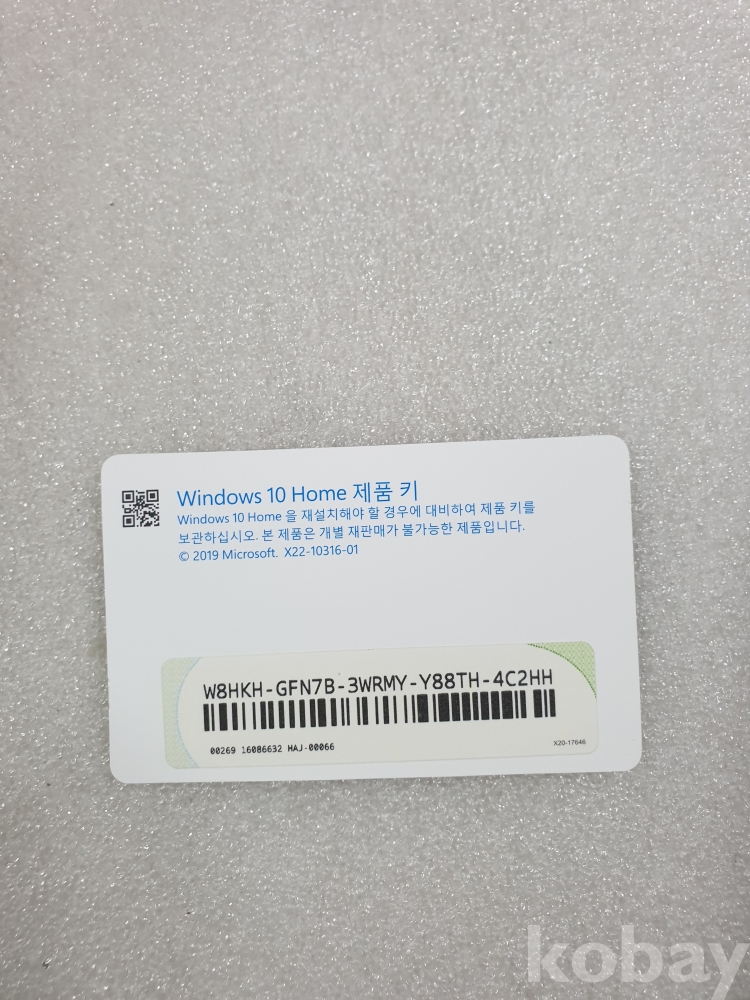 Windows 10 Home 제품 키
Windows 10 Home 을 재설치해야 할 경우에 대비하여 제품 키를
보관하십시오. 본 제품은 개별 재판매가 불가능한 제품입니다.
© 2019 Microsoft. X22-10316-01
W8HKH-GFN7B-3WRMY-Y88TH-4C2HH
00269 16086632 HAJ-00066
X20-17646
kobay